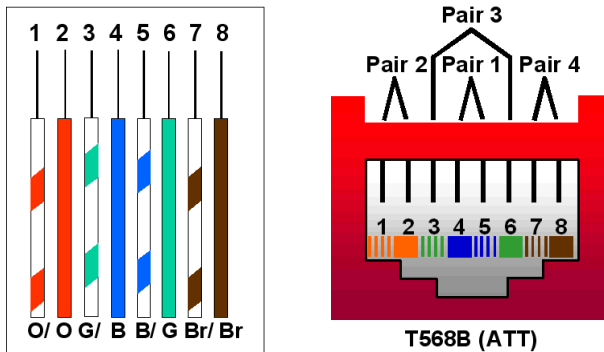 1 2 3 4 5 6 7 8
O/ O G/ B B/ G Br/ Br
Pair 3
Pair 2 Pair 1 Pair 4
1 2 3 4 5 6 7 8
T568B (ATT)